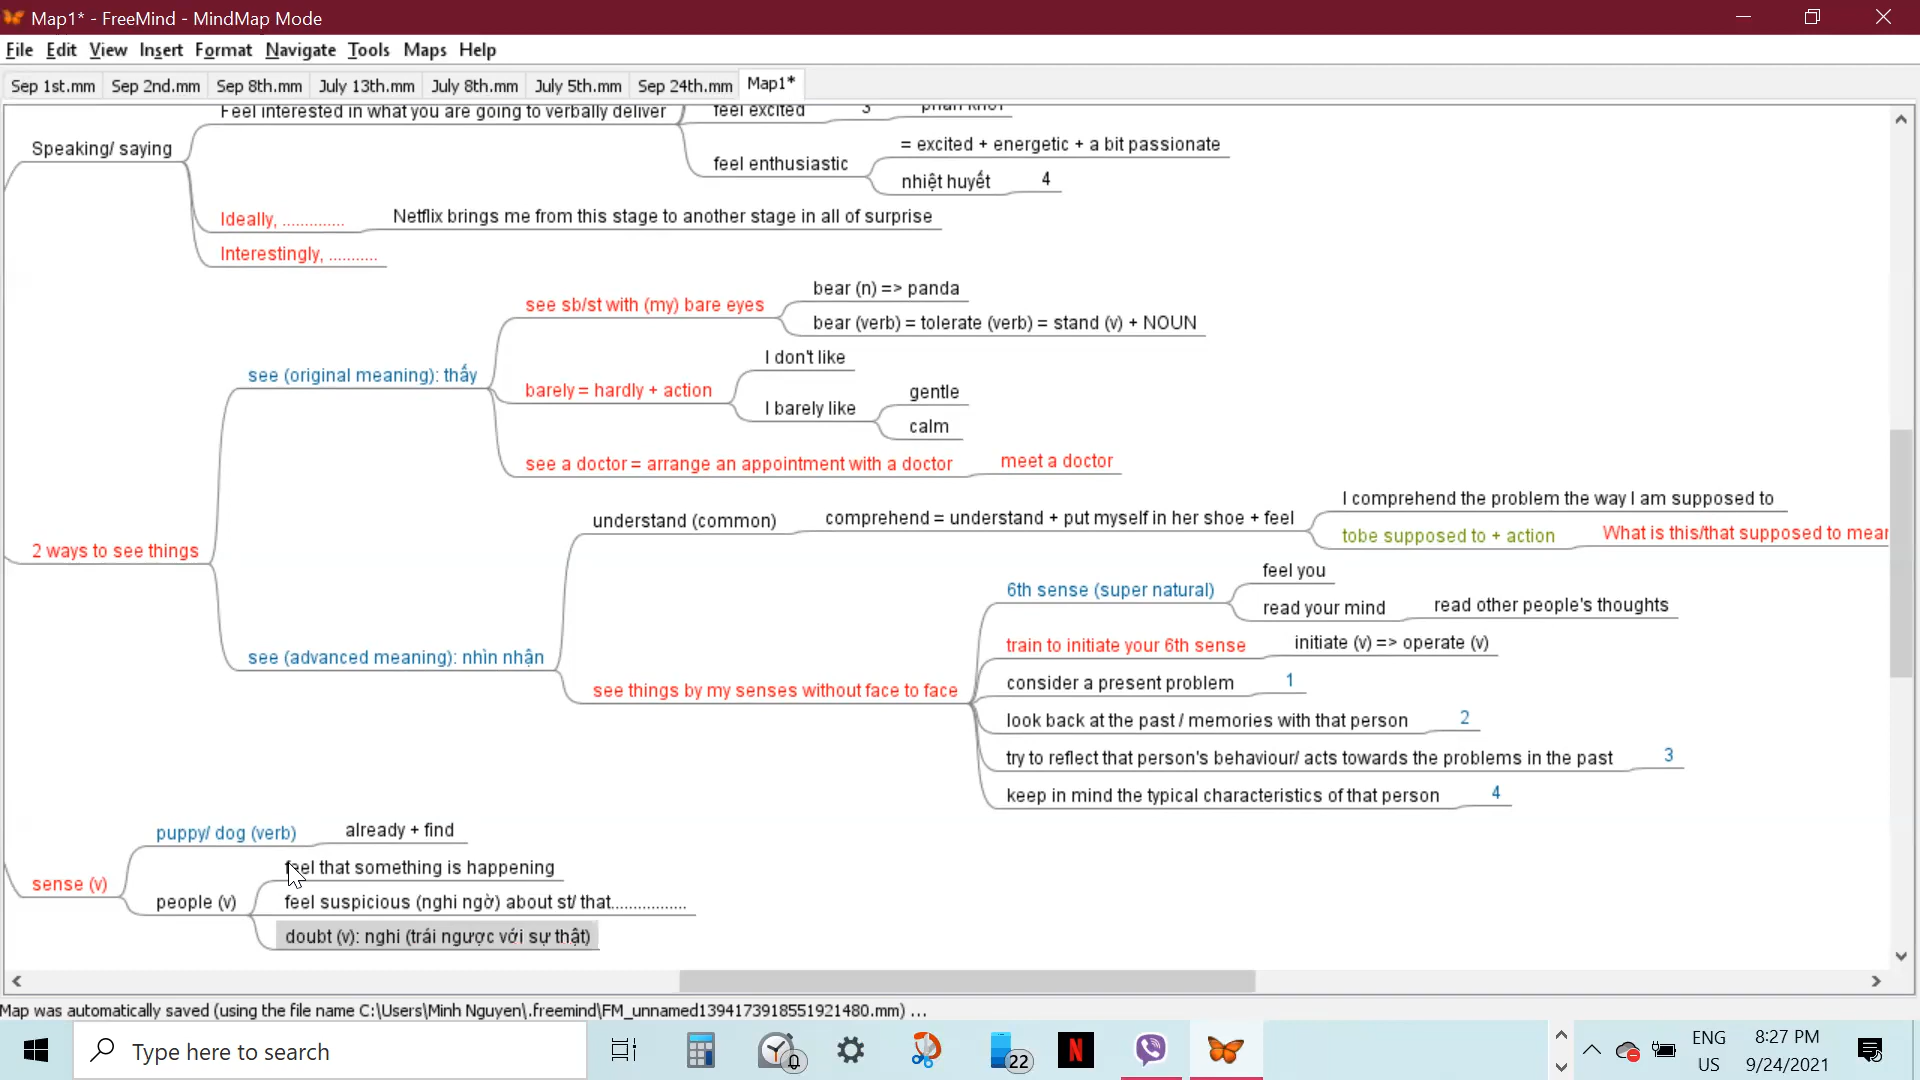 Map1* - FreeMind - MindMap Mode
File Edit View Insert Format Navigate Tools Maps Help
Sep 1st.mm Sep 2nd.mm Sep 8th.mm July 13th.mm July 8th.mm July 5th.mm Sep 24th.mm Map1*
Feel interested in what you are going to verbally deliver
feel excited 3
Speaking/ saying
= excited + energetic + a bit passionate
feel enthusiastic
nhiệt huyết 4
Ideally, .............
Netflix brings me from this stage to another stage in all of surprise
Interestingly, ...........
2 ways to see things
see (original meaning): thấy
see sb/st with (my) bare eyes
bear (n) => panda
bear (verb) = tolerate (verb) = stand (v) + NOUN
barely = hardly + action
I don't like
I barely like
gentle
calm
see a doctor = arrange an appointment with a doctor
meet a doctor
see (advanced meaning): nhìn nhận
understand (common)
comprehend = understand + put myself in her shoe + feel
I comprehend the problem the way I am supposed to
tobe supposed to + action
What is this/that supposed to mear
see things by my senses without face to face
6th sense (super natural)
feel you
read your mind
read other people's thoughts
train to initiate your 6th sense
initiate (v) => operate (v)
consider a present problem 1
look back at the past / memories with that person 2
try to reflect that person's behaviour/ acts towards the problems in the past 3
keep in mind the typical characteristics of that person 4
sense (v)
puppy/ dog (verb)
already + find
people (v)
feel that something is happening
feel suspicious (nghi ngờ) about st/ that.................
doubt (v): nghi (trái ngược với sự thật)
Map was automatically saved (using the file name C:\Users\Minh Nguyen\.freemind\FM_unnamed1394173918551921480.mm) ...
Type here to search
22
N
ENG
US
8:27 PM
9/24/2021